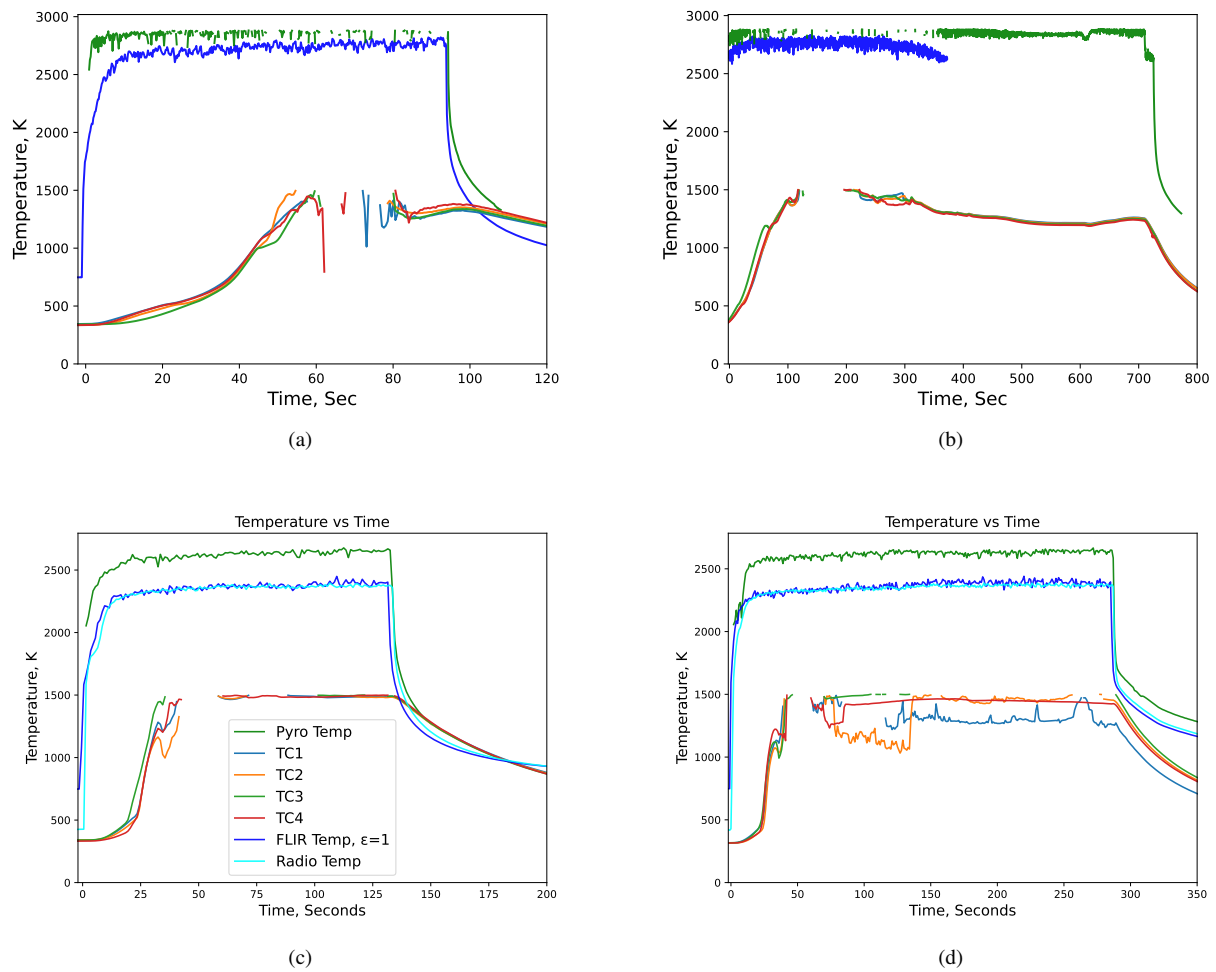 3000
2500
2000
1500
1000
500
0
Temperature, K
0 20 40 60 80 100 120
Time, Sec
(a)
3000
2500
2000
1500
1000
500
0
Temperature, K
0 100 200 300 400 500 600 700 800
Time, Sec
(b)
Temperature vs Time
2500
2000
1500
1000
500
0
Temperature, K
Pyro Temp
TC1
TC2
TC3
TC4
FLIR Temp, ε=1
Radio Temp
0 25 50 75 100 125 150 175 200
Time, Seconds
(c)
Temperature vs Time
2500
2000
1500
1000
500
0
Temperature, K
0 50 100 150 200 250 300 350
Time, Seconds
(d)